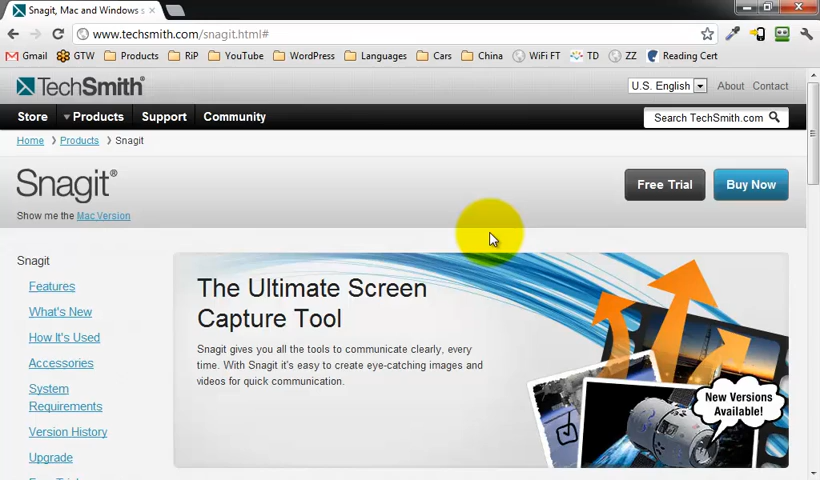 Snagit, Mac and Windows s
www.techsmith.com/snagit.html#
Gmail GTW Products RiP YouTube WordPress Languages Cars China WiFi FT TD ZZ Reading Cert
TechSmith®
U.S. English About Contact
Store Products Support Community
Search TechSmith.com
Home Products Snagit
Snagit®
Free Trial Buy Now
Show me the Mac Version
Snagit
Features
What's New
How It's Used
Accessories
System
Requirements
Version History
Upgrade
The Ultimate Screen
Capture Tool
Snagit gives you all the tools to communicate clearly, every
time. With Snagit it's easy to create eye-catching images and
videos for quick communication.
New Versions
Available!